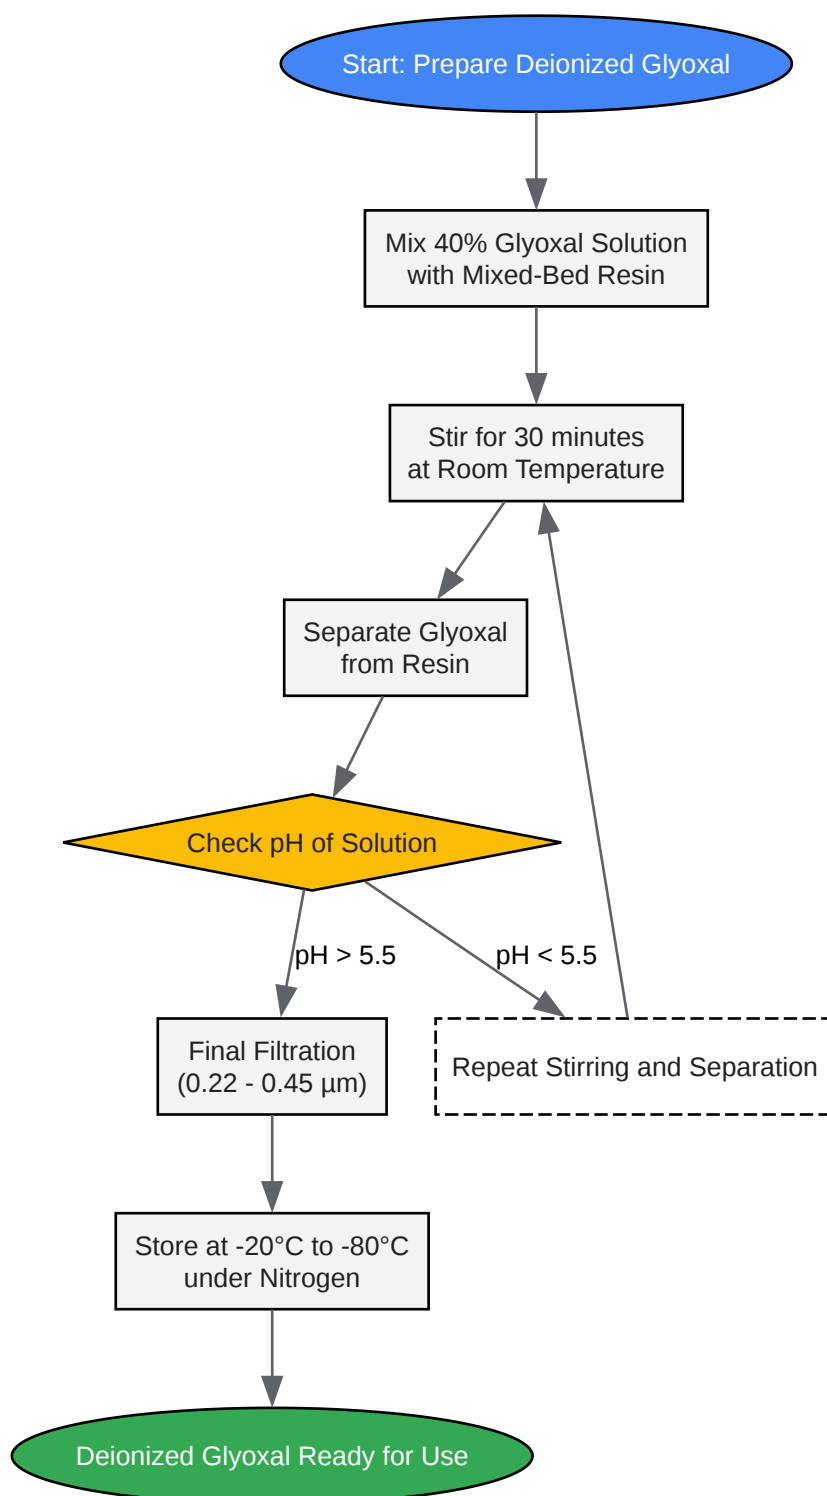 Start: Prepare Deionized Glyoxal
Mix 40% Glyoxal Solution
with Mixed-Bed Resin
Stir for 30 minutes
at Room Temperature
Separate Glyoxal
from Resin
Check pH of Solution
pH > 5.5
pH < 5.5
Final Filtration
(0.22 - 0.45 µm)
Repeat Stirring and Separation
Store at -20°C to -80°C
under Nitrogen
Deionized Glyoxal Ready for Use